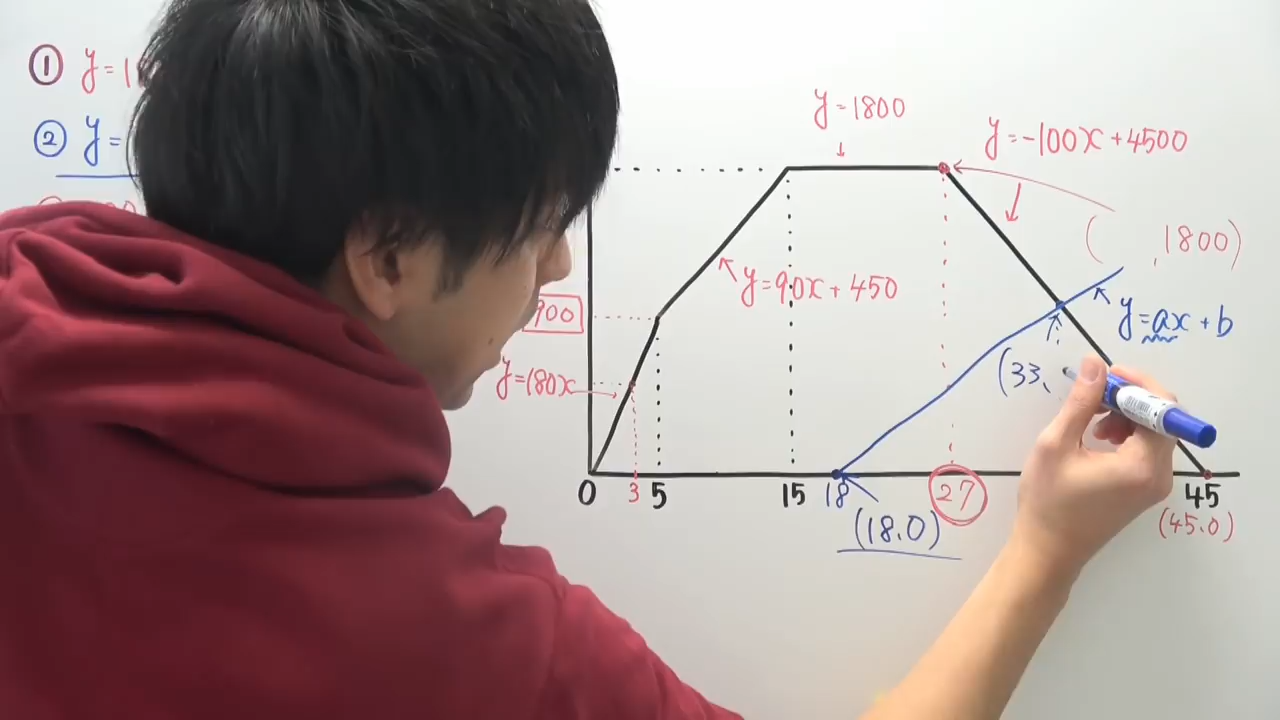 ① y=1
② y=
y=1800
y=-100x+4500
( ,1800)
y=90x+450
900
y=ax+b
y=180x
(33,
0 3 5 15 18 27 45
(18.0)
(45.0)